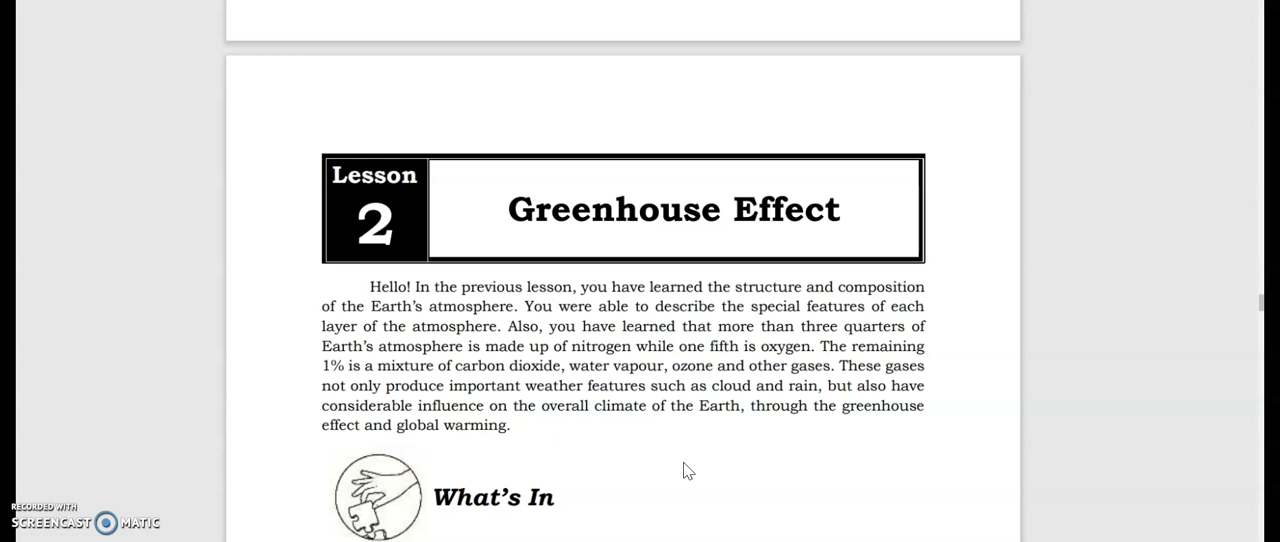 Lesson
2
Greenhouse Effect
Hello! In the previous lesson, you have learned the structure and composition
of the Earth's atmosphere. You were able to describe the special features of each
layer of the atmosphere. Also, you have learned that more than three quarters of
Earth's atmosphere is made up of nitrogen while one fifth is oxygen. The remaining
1% is a mixture of carbon dioxide, water vapour, ozone and other gases. These gases
not only produce important weather features such as cloud and rain, but also have
considerable influence on the overall climate of the Earth, through the greenhouse
effect and global warming.
What's In
RECORDED WITH
SCREENCAST MATIC